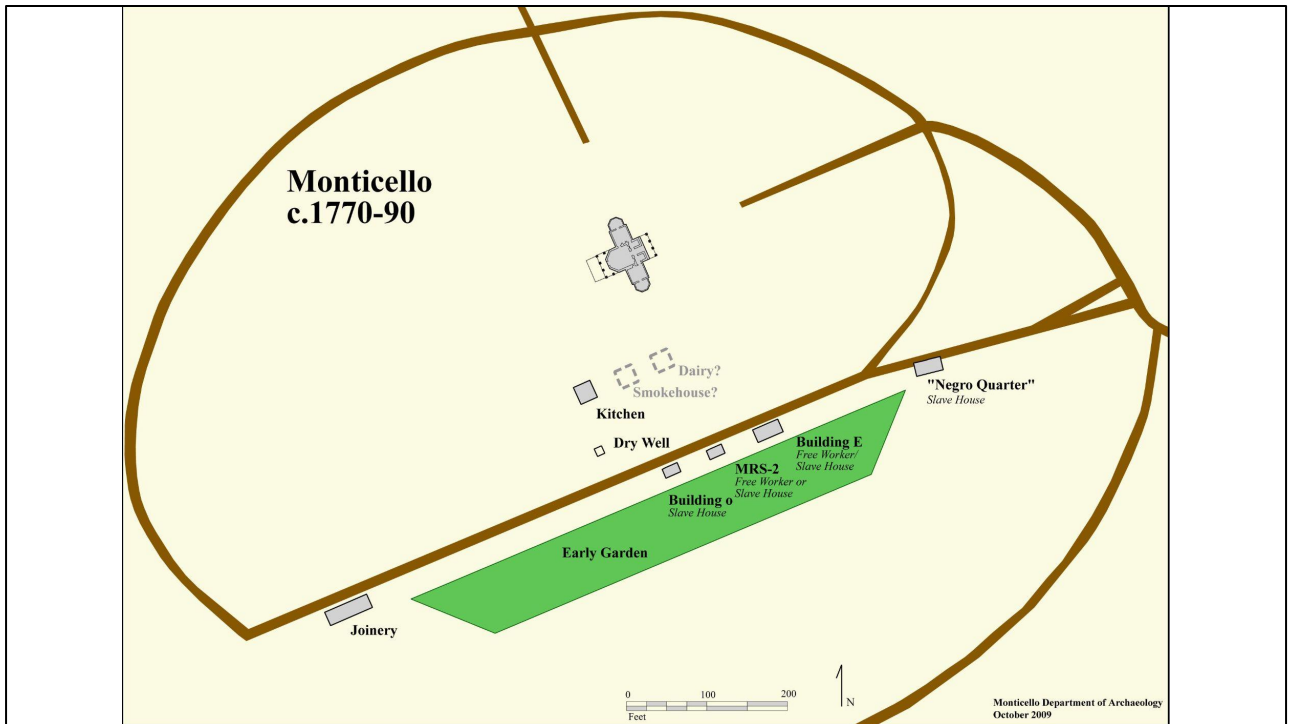 Monticello
c.1770-90
Dairy?
Smokehouse?
Kitchen
"Negro Quarter"
Slave House
Dry Well
Building E
Free Worker/
Slave House
MRS-2
Free Worker or
Slave House
Building o
Slave House
Early Garden
Joinery
0 100 200
Feet
N
Monticello Department of Archaeology
October 2009